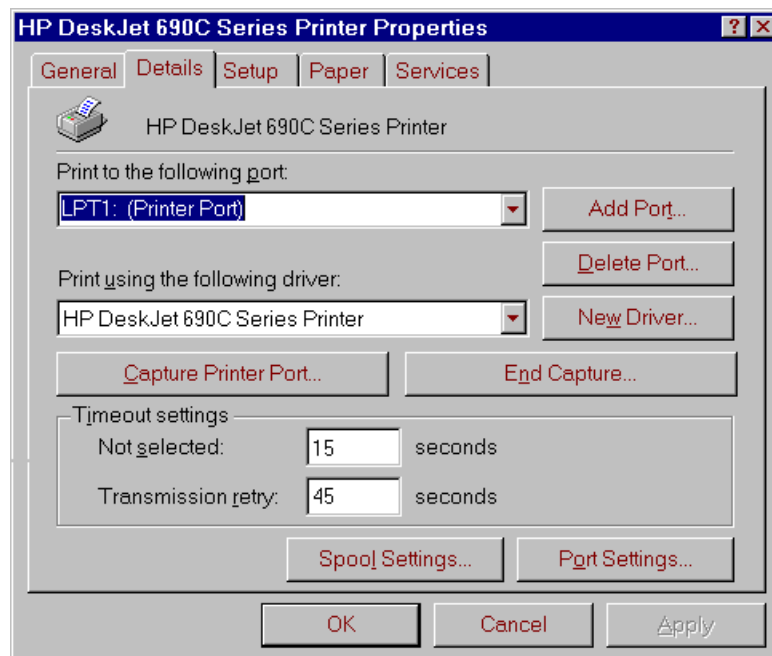 HP DeskJet 690C Series Printer Properties
General Details Setup Paper Services
HP DeskJet 690C Series Printer
Print to the following port:
LPT1: (Printer Port) Add Port...
Delete Port...
Print using the following driver:
HP DeskJet 690C Series Printer New Driver...
Capture Printer Port... End Capture...
Timeout settings
Not selected: 15 seconds
Transmission retry: 45 seconds
Spool Settings... Port Settings...
OK Cancel Apply